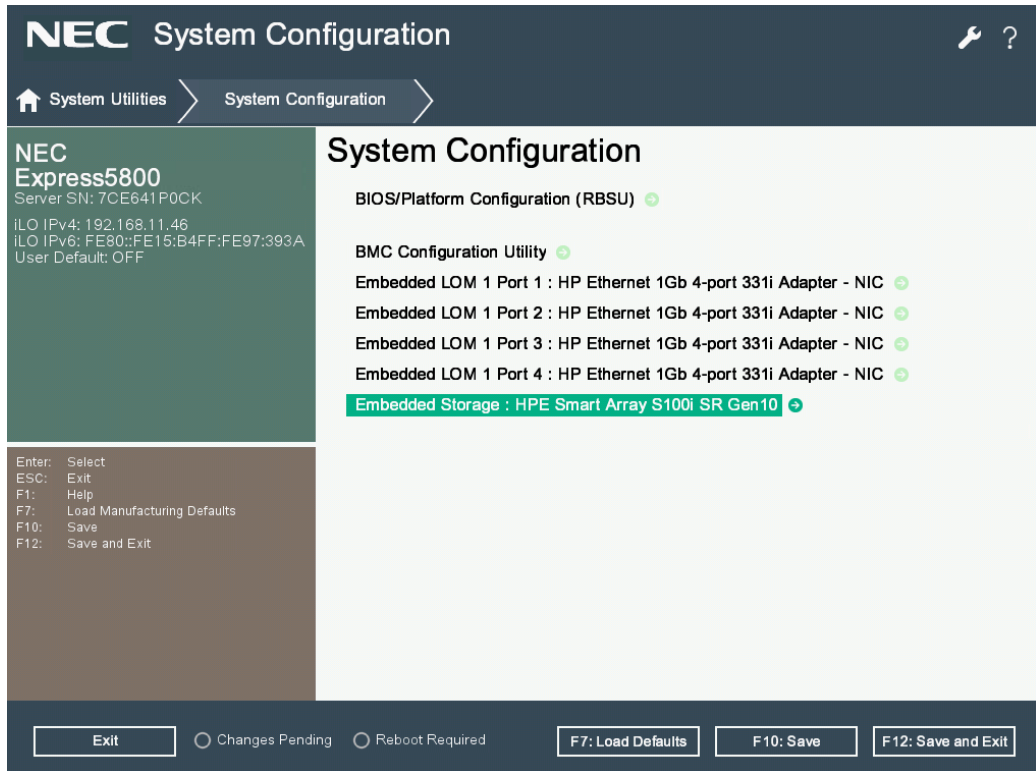 NEC System Configuration
?
System Utilities
System Configuration
NEC
Express5800
Server SN: 7CE641P0CK
iLO IPv4: 192.168.11.46
iLO IPv6: FE80::FE15:B4FF:FE97:393A
User Default: OFF
Enter: Select
ESC: Exit
F1: Help
F7: Load Manufacturing Defaults
F10: Save
F12: Save and Exit
System Configuration
BIOS/Platform Configuration (RBSU)
BMC Configuration Utility
Embedded LOM 1 Port 1 : HP Ethernet 1Gb 4-port 331i Adapter - NIC
Embedded LOM 1 Port 2 : HP Ethernet 1Gb 4-port 331i Adapter - NIC
Embedded LOM 1 Port 3 : HP Ethernet 1Gb 4-port 331i Adapter - NIC
Embedded LOM 1 Port 4 : HP Ethernet 1Gb 4-port 331i Adapter - NIC
Embedded Storage : HPE Smart Array S100i SR Gen10
Exit
Changes Pending
Reboot Required
F7: Load Defaults
F10: Save
F12: Save and Exit